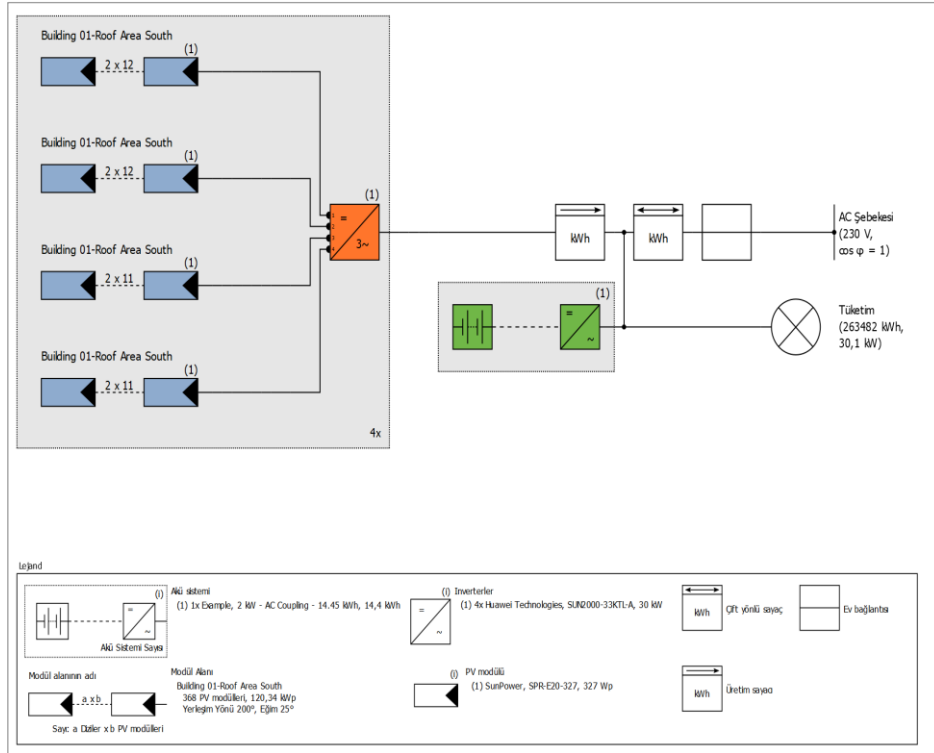 Building 01-Roof Area South
(1)
2 x 12
Building 01-Roof Area South
(1)
2 x 12
Building 01-Roof Area South
(1)
2 x 11
Building 01-Roof Area South
(1)
2 x 11
4x
(1)
1
2
3
4
=
3~
kWh
kWh
AC Şebekesi
(230 V,
cos φ = 1)
(1)
=
~
Tüketim
(263482 kWh,
30,1 kW)
Lejand
(i)
=
~
Akü Sistemi Sayısı
Akü sistemi
(1) 1x Example, 2 kW - AC Coupling - 14.45 kWh, 14,4 kWh
(i)
=
~
Inverterler
(1) 4x Huawei Technologies, SUN2000-33KTL-A, 30 kW
kWh
Çift yönlü sayaç
Ev bağlantısı
Modül alanının adı
a x b
Sayı: a Diziler x b PV modülleri
Modül Alanı
Building 01-Roof Area South
368 PV modülleri, 120,34 kWp
Yerleşim Yönü 200°, Eğim 25°
(i)
PV modülü
(1) SunPower, SPR-E20-327, 327 Wp
kWh
Üretim sayacı